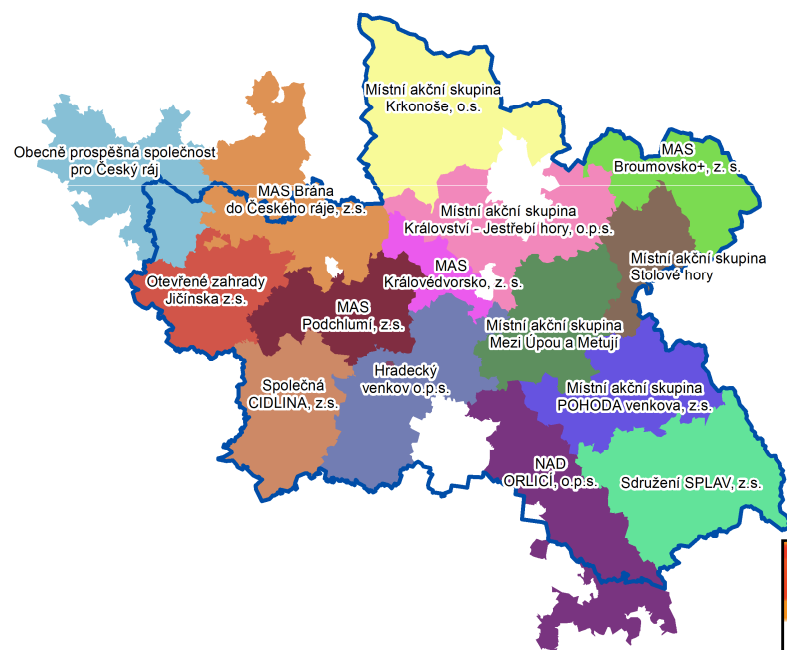 Místní akční skupina
Krkonoše, o.s.
Obecně prospěšná společnost
pro Český ráj
MAS
Broumovsko+, z. s.
MAS Brána
do Českého ráje, z.s.
Místní akční skupina
Království - Jestřebí hory, o.p.s.
Místní akční skupina
Stolové hory
Otevřené zahrady
Jičínska z.s.
MAS
Královédvorsko, z. s.
MAS
Podchlumí, z.s.
Místní akční skupina
Mezi Úpou a Metují
Hradecký
venkov o.p.s.
Společná
CIDLINA, z.s.
Místní akční skupina
POHODA venkova, z.s.
NAD
ORLICÍ, o.p.s.
Sdružení SPLAV, z.s.